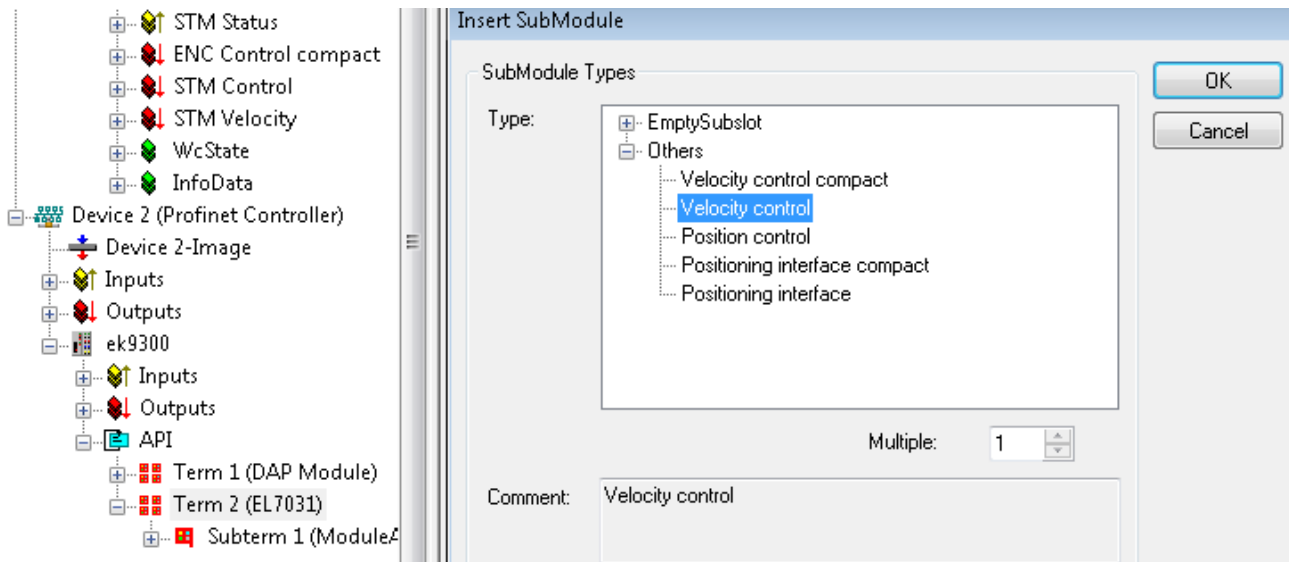 STM Status
ENC Control compact
STM Control
STM Velocity
WcState
InfoData
Device 2 (Profinet Controller)
Device 2-Image
Inputs
Outputs
ek9300
Inputs
Outputs
API
Term 1 (DAP Module)
Term 2 (EL7031)
Subterm 1 (ModuleA
Insert SubModule
SubModule Types
Type:
EmptySubslot
Others
Velocity control compact
Velocity control
Position control
Positioning interface compact
Positioning interface
Multiple: 1
Comment: Velocity control
OK
Cancel